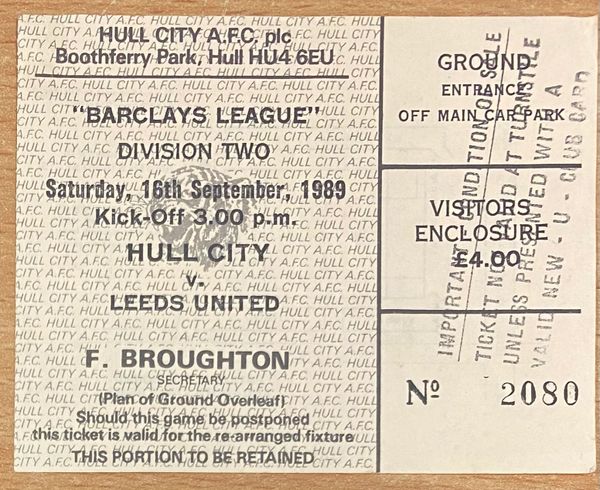 HULL CITY A.F.C. plc
Boothferry Park, Hull HU4 6EU
"BARCLAYS LEAGUE"
DIVISION TWO
Saturday, 16th September, 1989
Kick-Off 3.00 p.m.
HULL CITY
v.
LEEDS UNITED
F. BROUGHTON
SECRETARY
(Plan of Ground Overleaf)
Should this game be postponed
this ticket is valid for the re-arranged fixture
THIS PORTION TO BE RETAINED
GROUND
ENTRANCE
OFF MAIN CAR PARK
VISITORS
ENCLOSURE
£4.00
Nº 2080
IMPORTANT CONDITION OF SALE
TICKET NOT VALID AT TURNSTILE
UNLESS PRESENTED WITH A
VALID NEW - U - CLUB CARD